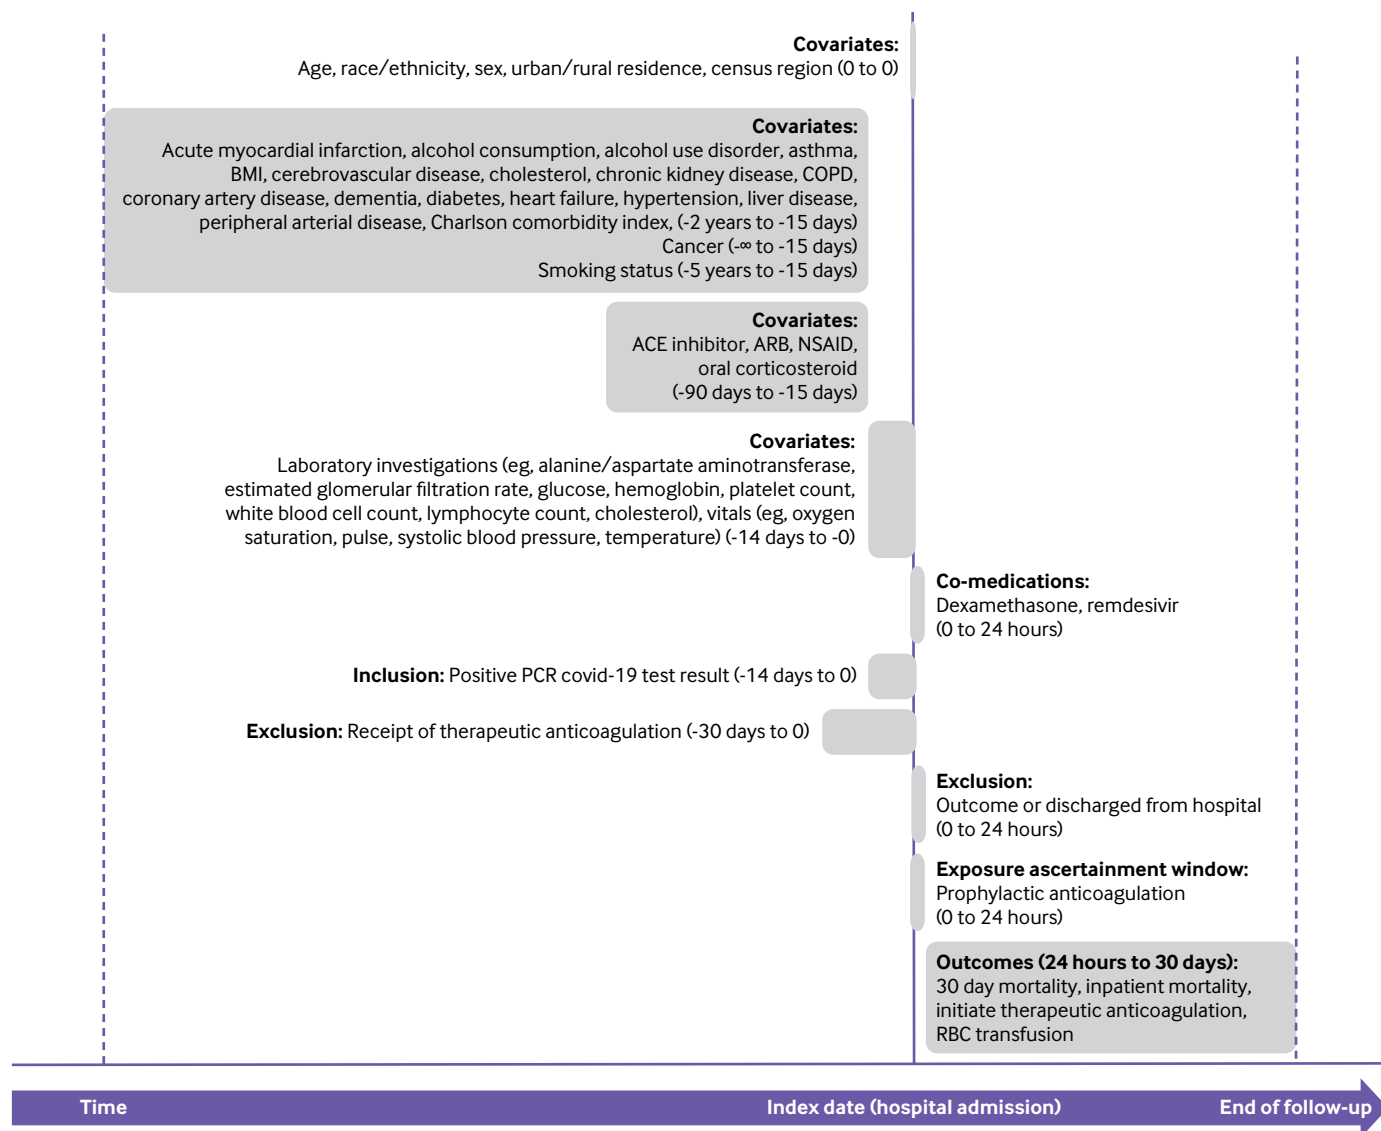 Covariates:
Age, race/ethnicity, sex, urban/rural residence, census region (0 to 0)
Covariates:
Acute myocardial infarction, alcohol consumption, alcohol use disorder, asthma,
BMI, cerebrovascular disease, cholesterol, chronic kidney disease, COPD,
coronary artery disease, dementia, diabetes, heart failure, hypertension, liver disease,
peripheral arterial disease, Charlson comorbidity index, (-2 years to -15 days)
Cancer (-∞ to -15 days)
Smoking status (-5 years to -15 days)
Covariates:
ACE inhibitor, ARB, NSAID,
oral corticosteroid
(-90 days to -15 days)
Covariates:
Laboratory investigations (eg, alanine/aspartate aminotransferase,
estimated glomerular filtration rate, glucose, hemoglobin, platelet count,
white blood cell count, lymphocyte count, cholesterol), vitals (eg, oxygen
saturation, pulse, systolic blood pressure, temperature) (-14 days to -0)
Co-medications:
Dexamethasone, remdesivir
(0 to 24 hours)
Inclusion: Positive PCR covid-19 test result (-14 days to 0)
Exclusion: Receipt of therapeutic anticoagulation (-30 days to 0)
Exclusion:
Outcome or discharged from hospital
(0 to 24 hours)
Exposure ascertainment window:
Prophylactic anticoagulation
(0 to 24 hours)
Outcomes (24 hours to 30 days):
30 day mortality, inpatient mortality,
initiate therapeutic anticoagulation,
RBC transfusion
Time
Index date (hospital admission)
End of follow-up